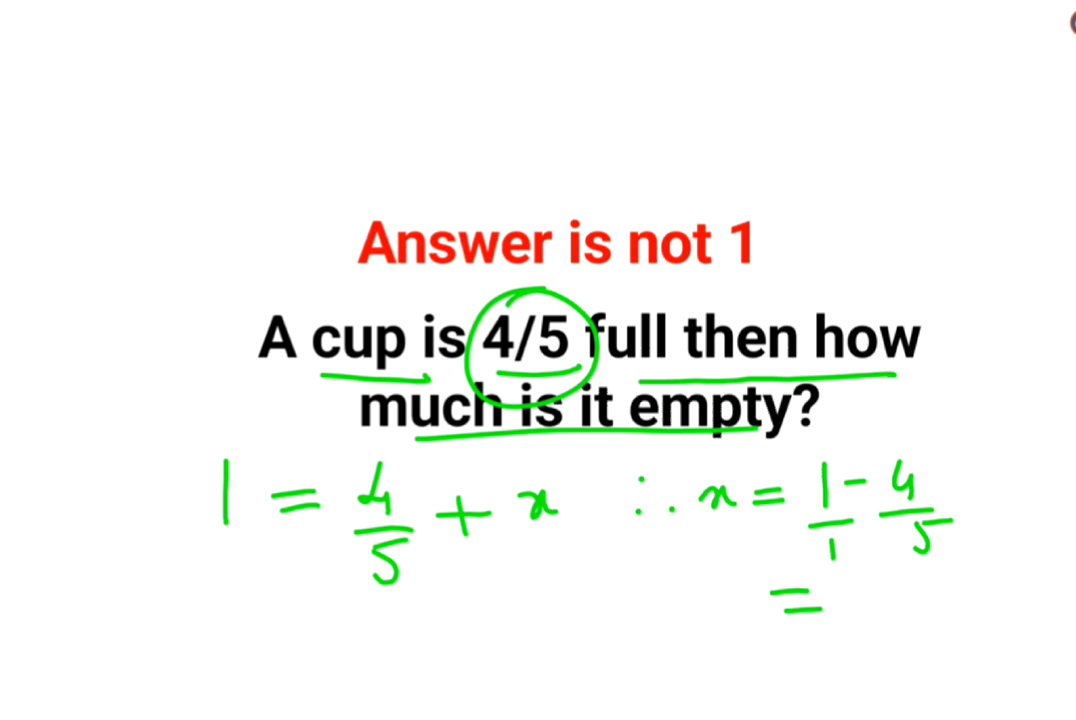 Answer is not 1
A cup is 4/5 full then how
much is it empty?
1 = 4/5 + x ∴ x = 1/1 - 4/5
=